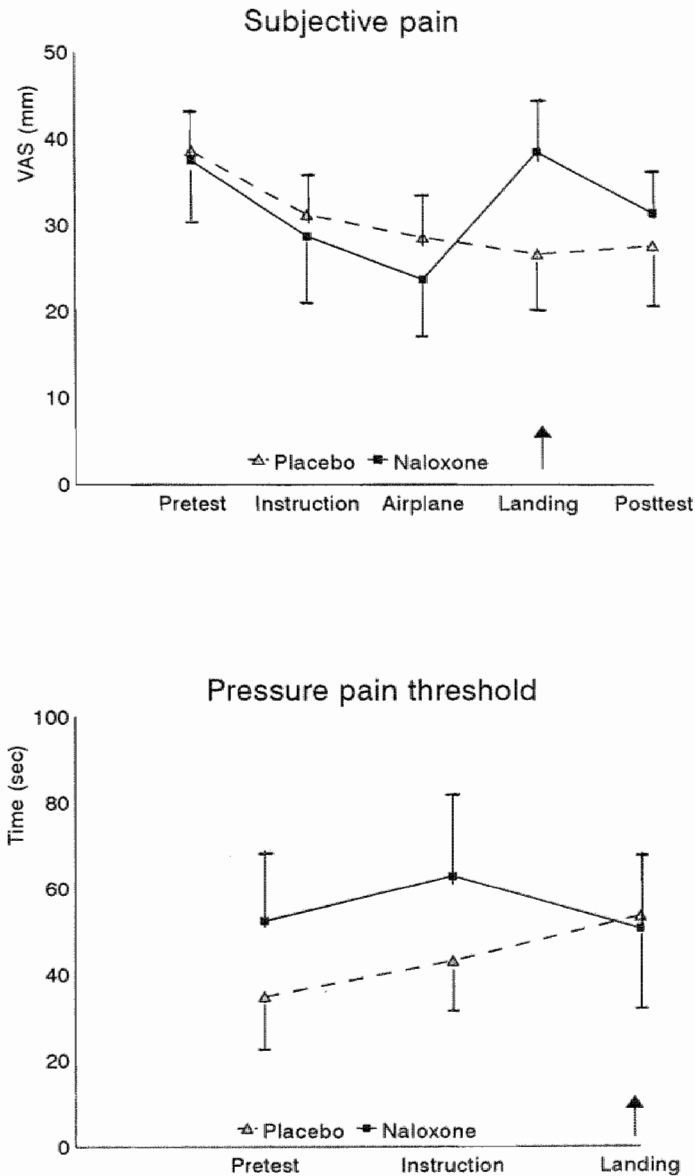 Subjective pain
50
40
30
20
10
0
VAS (mm)
Placebo Naloxone
Pretest Instruction Airplane Landing Posttest
Pressure pain threshold
100
80
60
40
20
0
Time (sec)
Placebo Naloxone
Pretest Instruction Landing